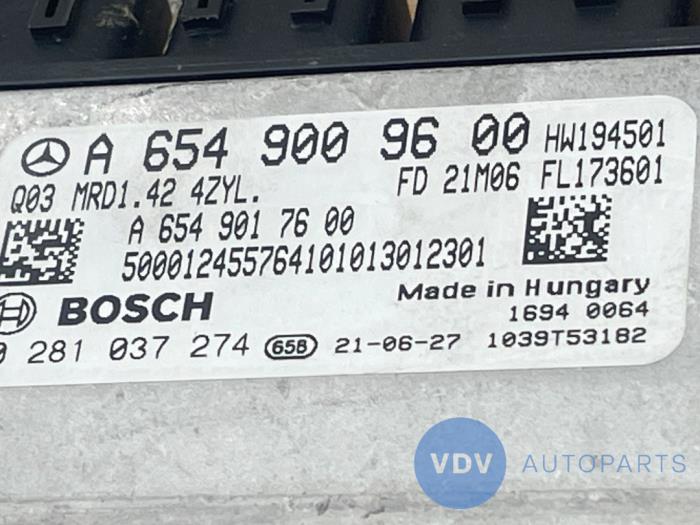 A 654 900 96 00 HW194501
Q03 MRD1.42 4ZYL. FD 21M06 FL173601
A 654 901 76 00
50001245576410101301​2301
BOSCH Made in Hungary
1694 0064
0 281 037 274 658 21-06-27 1039T53182
VDV AUTOPARTS